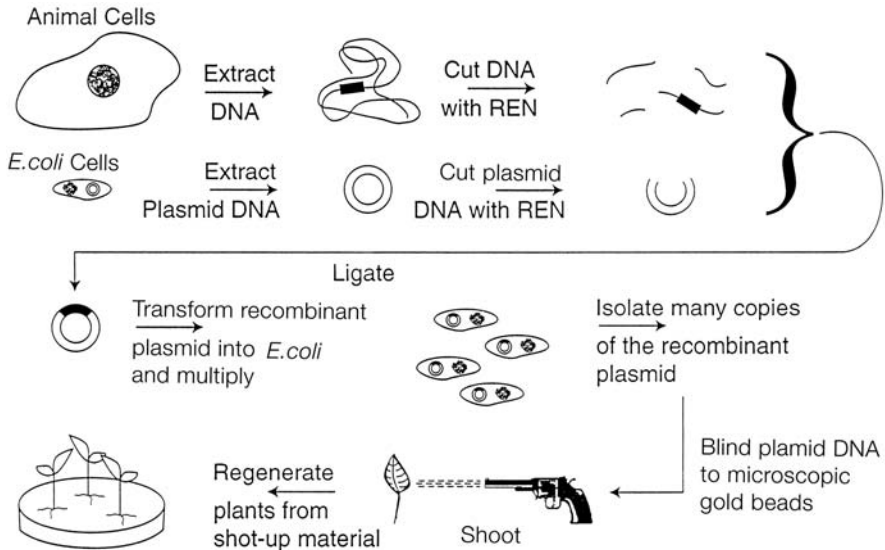 Animal Cells
Extract
DNA
Cut DNA
with REN
E.coli Cells
Extract
Plasmid DNA
Cut plasmid
DNA with REN
Ligate
Transform recombinant
plasmid into E.coli
and multiply
Isolate many copies
of the recombinant
plasmid
Blind plamid DNA
to microscopic
gold beads
Shoot
Regenerate
plants from
shot-up material